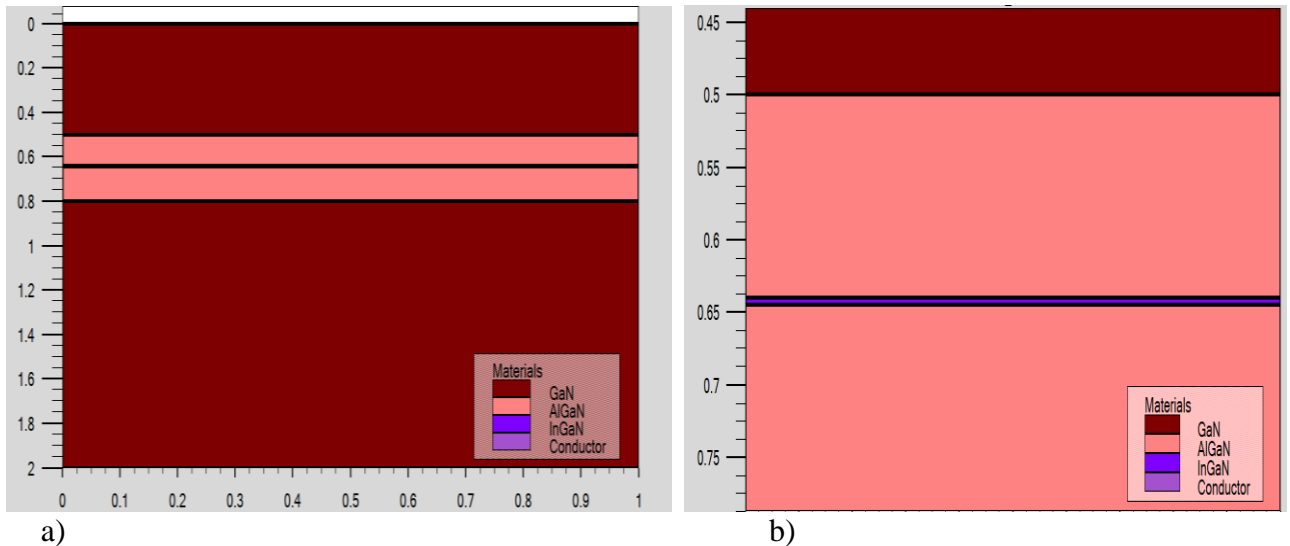 0
0.2
0.4
0.6
0.8
1
1.2
1.4
1.6
1.8
2
0 0.1 0.2 0.3 0.4 0.5 0.6 0.7 0.8 0.9 1
Materials
GaN
AlGaN
InGaN
Conductor
a)
0.45
0.5
0.55
0.6
0.65
0.7
0.75
Materials
GaN
AlGaN
InGaN
Conductor
b)